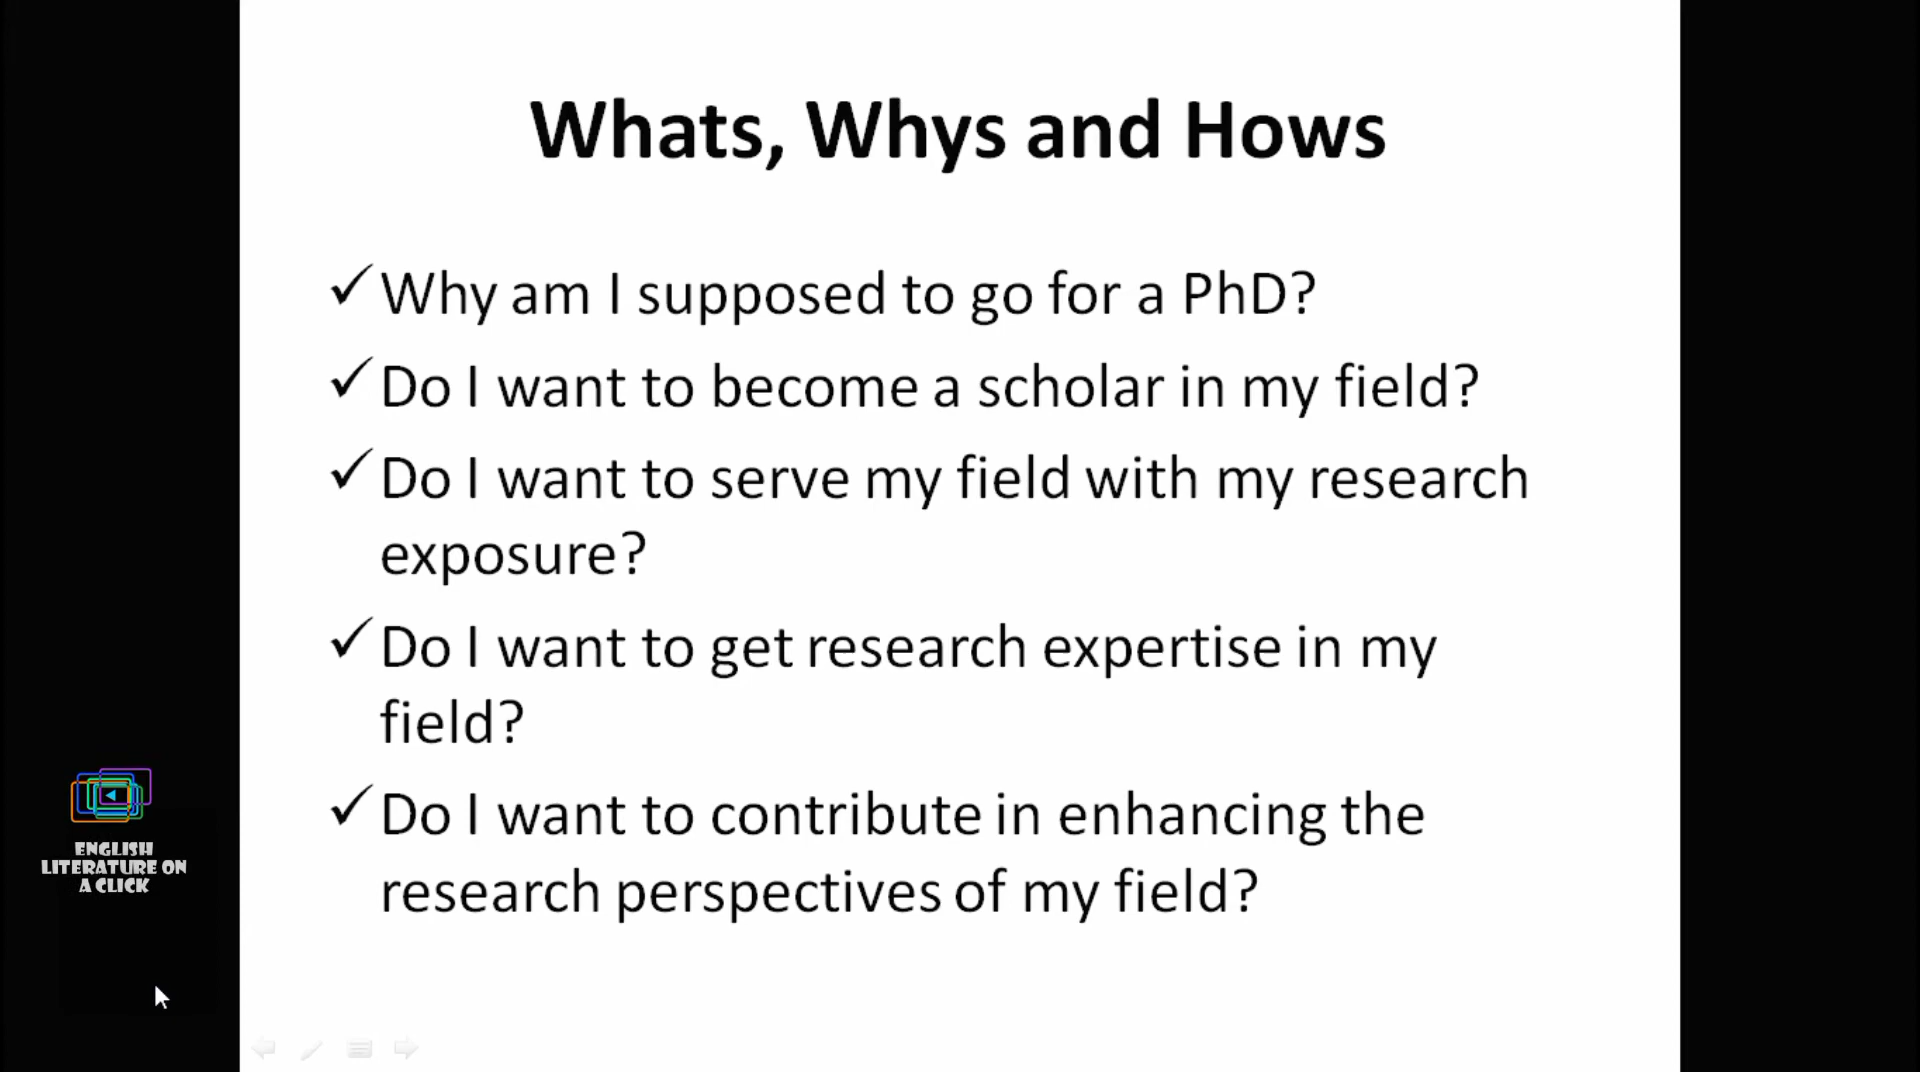 Whats, Whys and Hows
✓Why am I supposed to go for a PhD?
✓Do I want to become a scholar in my field?
✓Do I want to serve my field with my research
exposure?
✓Do I want to get research expertise in my
field?
✓Do I want to contribute in enhancing the
research perspectives of my field?
ENGLISH
LITERATURE ON
A CLICK